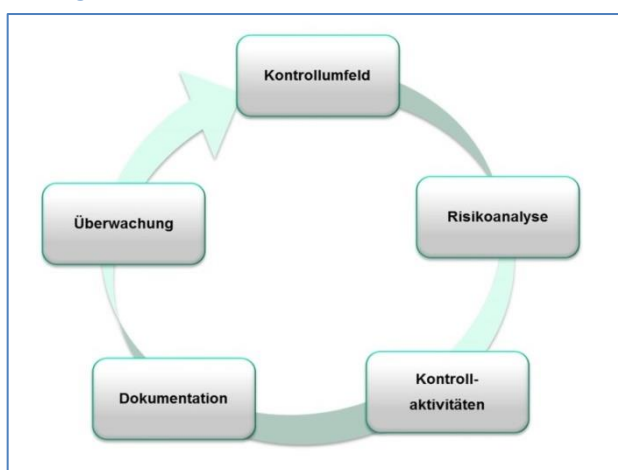 Kontrollumfeld
Risikoanalyse
Kontroll-
aktivitäten
Dokumentation
Überwachung